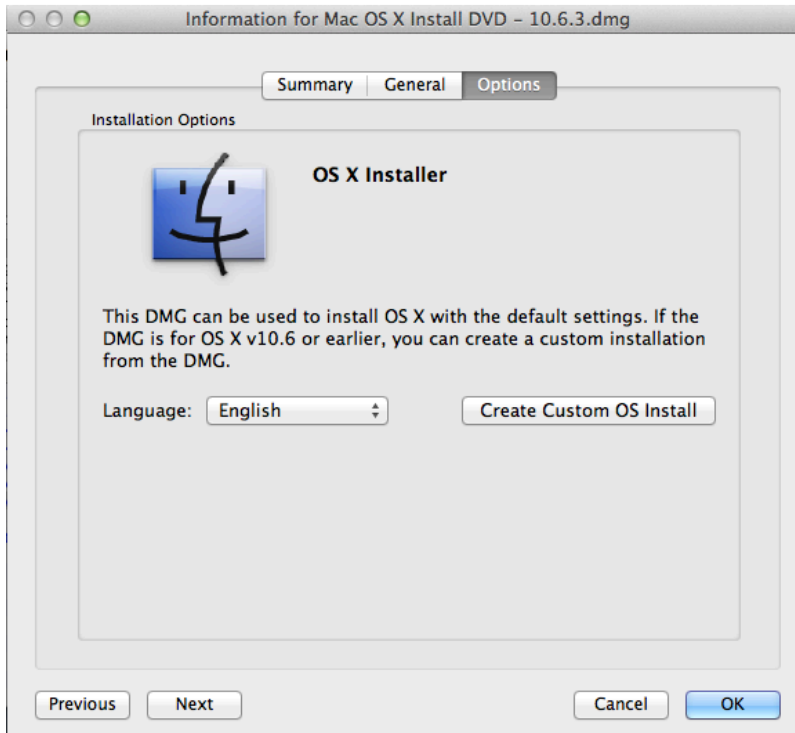 Information for Mac OS X Install DVD – 10.6.3.dmg
Summary General Options
Installation Options
OS X Installer
This DMG can be used to install OS X with the default settings. If the
DMG is for OS X v10.6 or earlier, you can create a custom installation
from the DMG.
Language: English Create Custom OS Install
Previous Next Cancel OK